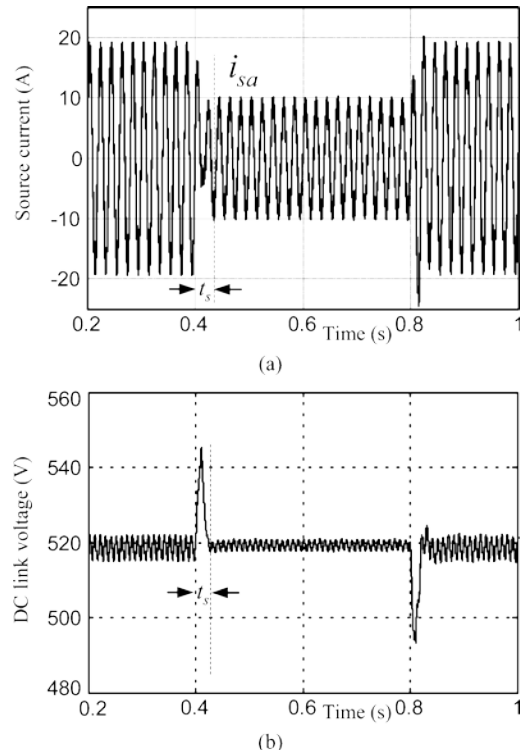 20
10
0
-10
-20
Source current (A)
i_sa
t_s
0.2 0.4 0.6 0.8 1
Time (s)
(a)
560
540
520
500
480
DC link voltage (V)
t_s
0.2 0.4 0.6 0.8 1
Time (s)
(b)